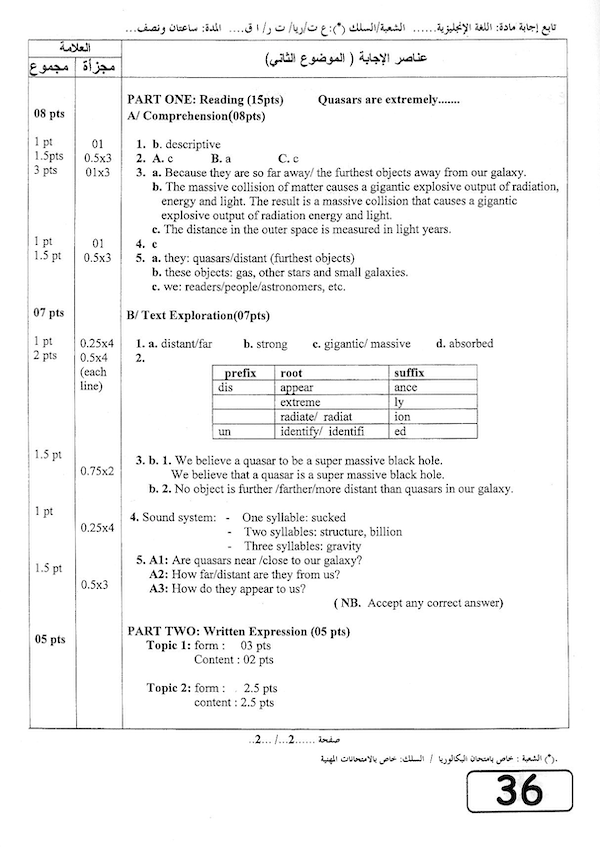 تابع إجابة مادة: اللغة الإنجليزية...... الشعبة/السلك (*): ع ت/ريا/ ت ر/ ا ق.... المدة: ساعتان ونصف...
العلامة
عناصر الإجابة ( الموضوع الثاني)
مجزأة
مجموع
PART ONE: Reading (15pts) Quasars are extremely.......
08 pts
A/ Comprehension(08pts)
1 pt 01 1. b. descriptive
1.5pts 0.5x3 2. A. c B. a C. c
3 pts 01x3 3. a. Because they are so far away/ the furthest objects away from our galaxy.
b. The massive collision of matter causes a gigantic explosive output of radiation,
energy and light. The result is a massive collision that causes a gigantic
explosive output of radiation energy and light.
c. The distance in the outer space is measured in light years.
1 pt 01 4. c
1.5 pt 0.5x3 5. a. they: quasars/distant (furthest objects)
b. these objects: gas, other stars and small galaxies.
c. we: readers/people/astronomers, etc.
07 pts B/ Text Exploration(07pts)
1 pt 0.25x4 1. a. distant/far b. strong c. gigantic/ massive d. absorbed
2 pts 0.5x4 2.
(each
line)
prefix root suffix
dis appear ance
extreme ly
radiate/ radiat ion
un identify/ identifi ed
1.5 pt 3. b. 1. We believe a quasar to be a super massive black hole.
0.75x2 We believe that a quasar is a super massive black hole.
b. 2. No object is further /farther/more distant than quasars in our galaxy.
1 pt 4. Sound system: - One syllable: sucked
0.25x4 - Two syllables: structure, billion
- Three syllables: gravity
1.5 pt 5. A1: Are quasars near /close to our galaxy?
0.5x3 A2: How far/distant are they from us?
A3: How do they appear to us?
( NB. Accept any correct answer)
05 pts PART TWO: Written Expression (05 pts)
Topic 1: form : 03 pts
Content : 02 pts
Topic 2: form : . 2.5 pts
content : 2.5 pts
صفحة ......2.../ ...2..
(*) الشعبة : خاص بامتحان البكالوريا / السلك: خاص بالامتحانات المهنية.
36